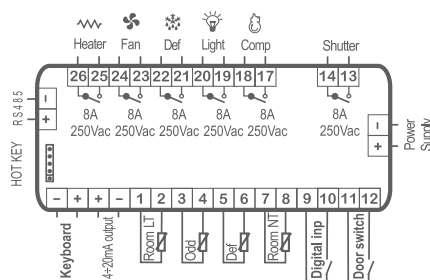 Heater Fan Def Light Comp Shutter
26 25 24 23 22 21 20 19 18 17 14 13
8A 8A 8A 8A 8A 8A
250Vac 250Vac 250Vac 250Vac 250Vac 250Vac
RS485
-
+
HOT KEY
-
+
Power Supply
- + + - 1 2 3 4 5 6 7 8 9 10 11 12
Keyboard
4÷20mA output
Room LT
Odd
Def
Room NT
Digital inp
Door switch